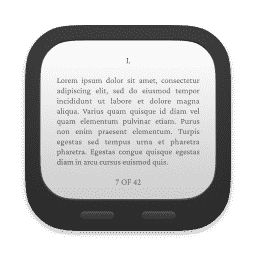 I.
Lorem ipsum dolor sit amet, consectetur
adipiscing elit, sed do eiusmod tempor
incididunt ut labore et dolore magna
aliqua. Varius quam quisque id diam vel
quam elementum pulvinar etiam. Purus
non enim praesent elementum. Turpis
egestas sed tempus urna et pharetra
pharetra. Egestas congue quisque egestas
diam in arcu cursus euismod quis.
7 OF 42